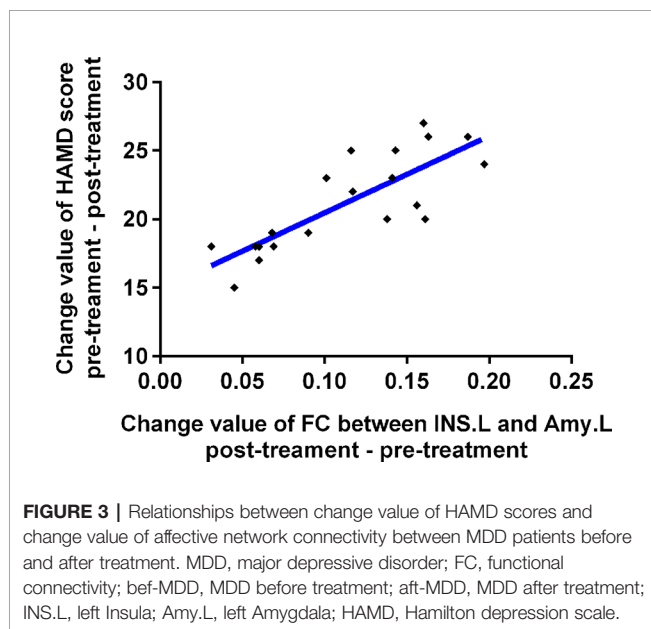 Change value of HAMD score
pre-treament - post-treatment
30
25
20
15
10
0.00 0.05 0.10 0.15 0.20 0.25
Change value of FC between INS.L and Amy.L
post-treament - pre-treatment
FIGURE 3 | Relationships between change value of HAMD scores and
change value of affective network connectivity between MDD patients before
and after treatment. MDD, major depressive disorder; FC, functional
connectivity; bef-MDD, MDD before treatment; aft-MDD, MDD after treatment;
INS.L, left Insula; Amy.L, left Amygdala; HAMD, Hamilton depression scale.